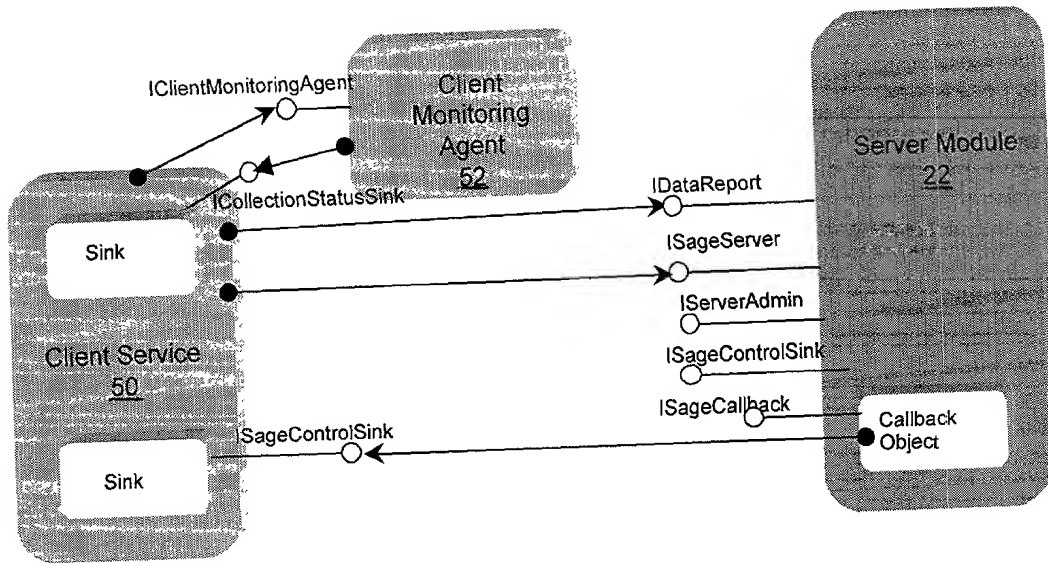 IClientMonitoringAgent
Client
Monitoring
Agent
52
Server Module
22
ICollectionStatusSink
IDataReport
Sink
ISageServer
IServerAdmin
Client Service
50
ISageControlSink
ISageCallback
Callback
Object
ISageControlSink
Sink